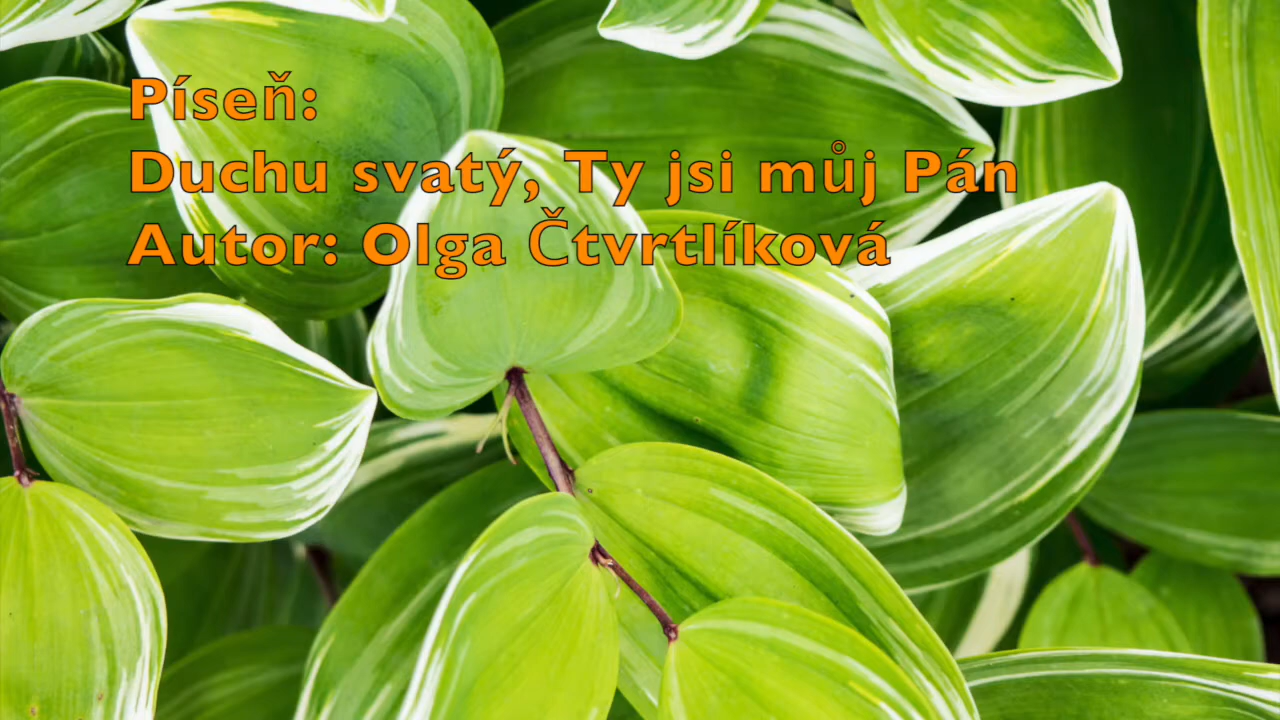 Píseň:
Duchu svatý, Ty jsi můj Pán
Autor: Olga Čtvrtlíková